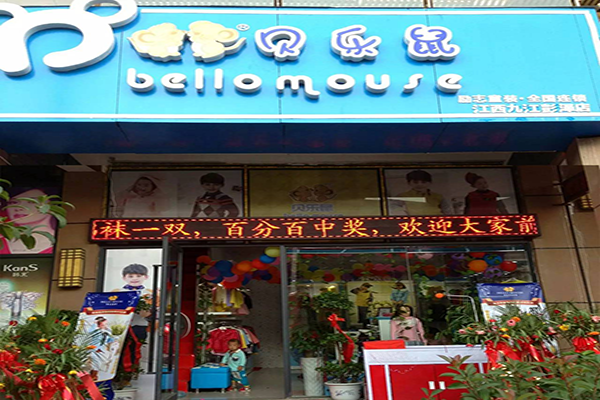 贝乐鼠®
bellomouse
励志童装·全国连锁
江西九江彭泽店
袜一双，百分百中奖，欢迎大家前
KanS